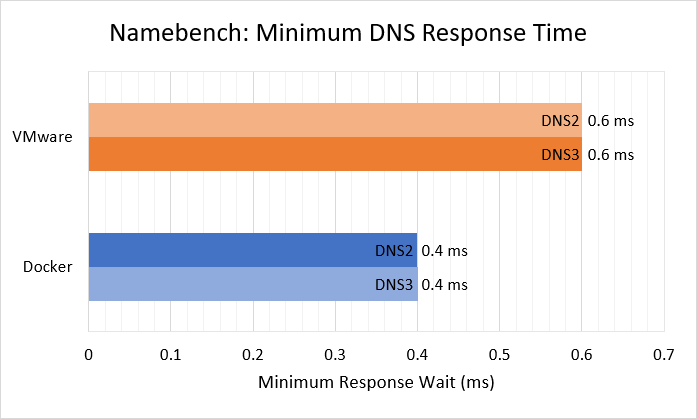 Namebench: Minimum DNS Response Time
VMware
DNS2 0.6 ms
DNS3 0.6 ms
Docker
DNS2 0.4 ms
DNS3 0.4 ms
0 0.1 0.2 0.3 0.4 0.5 0.6 0.7
Minimum Response Wait (ms)